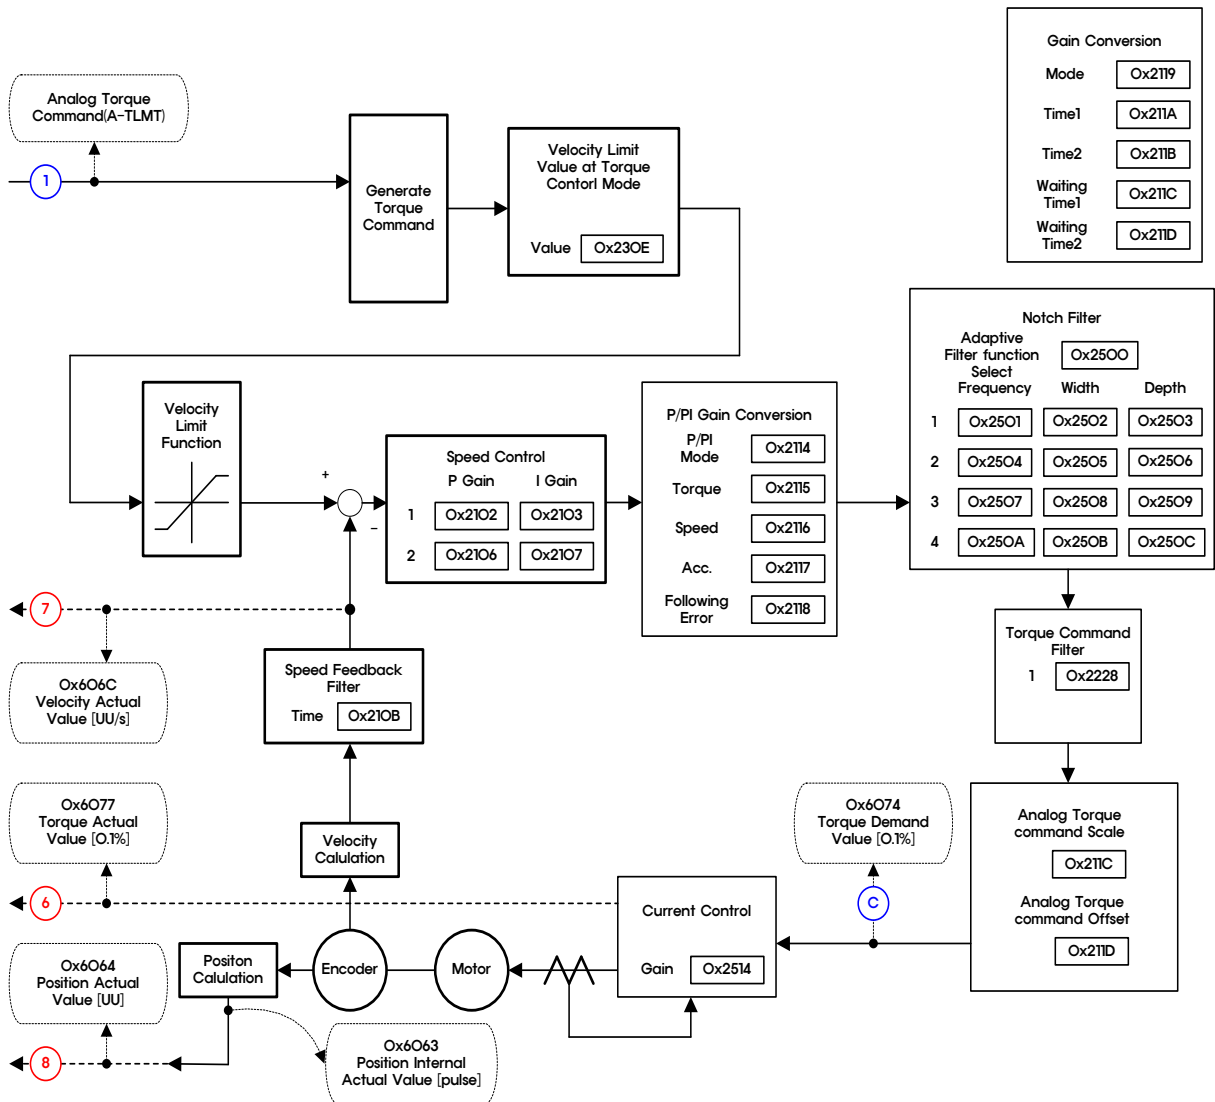 Gain Conversion
Mode 0x2119
Time1 0x211A
Time2 0x211B
Waiting
Time1 0x211C
Waiting
Time2 0x211D
Analog Torque
Command(A-TLMT)
1
Generate
Torque
Command
Velocity Limit
Value at Torque
Contorl Mode
Value 0x230E
Notch Filter
Adaptive
Filter function
Select
0x2500
Frequency Width Depth
1 0x2501 0x2502 0x2503
2 0x2504 0x2505 0x2506
3 0x2507 0x2508 0x2509
4 0x250A 0x250B 0x250C
Velocity
Limit
Function
+
-
Speed Control
P Gain I Gain
1 0x2102 0x2103
2 0x2106 0x2107
P/PI Gain Conversion
P/PI
Mode
0x2114
Torque 0x2115
Speed 0x2116
Acc. 0x2117
Following
Error
0x2118
7
0x606C
Velocity Actual
Value [UU/s]
Speed Feedback
Filter
Time 0x210B
Torque Command
Filter
1 0x2228
0x6077
Torque Actual
Value [0.1%]
Velocity
Calulation
0x6074
Torque Demand
Value [0.1%]
Analog Torque
command Scale
0x211C
Analog Torque
command Offset
0x211D
6
C
Current Control
Gain 0x2514
Positon
Calulation
Encoder
Motor
0x6064
Position Actual
Value [UU]
8
0x6063
Position Internal
Actual Value [pulse]